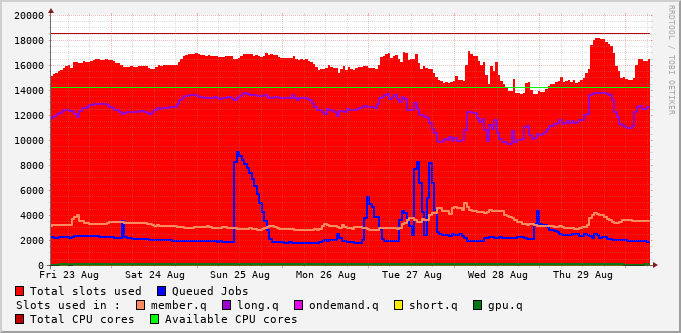 20000
18000
16000
14000
12000
10000
8000
6000
4000
2000
0
Fri 23 Aug Sat 24 Aug Sun 25 Aug Mon 26 Aug Tue 27 Aug Wed 28 Aug Thu 29 Aug
RRDTOOL / TOBI OETIKER
Total slots used Queued Jobs
Slots used in : member.q long.q ondemand.q short.q gpu.q
Total CPU cores Available CPU cores